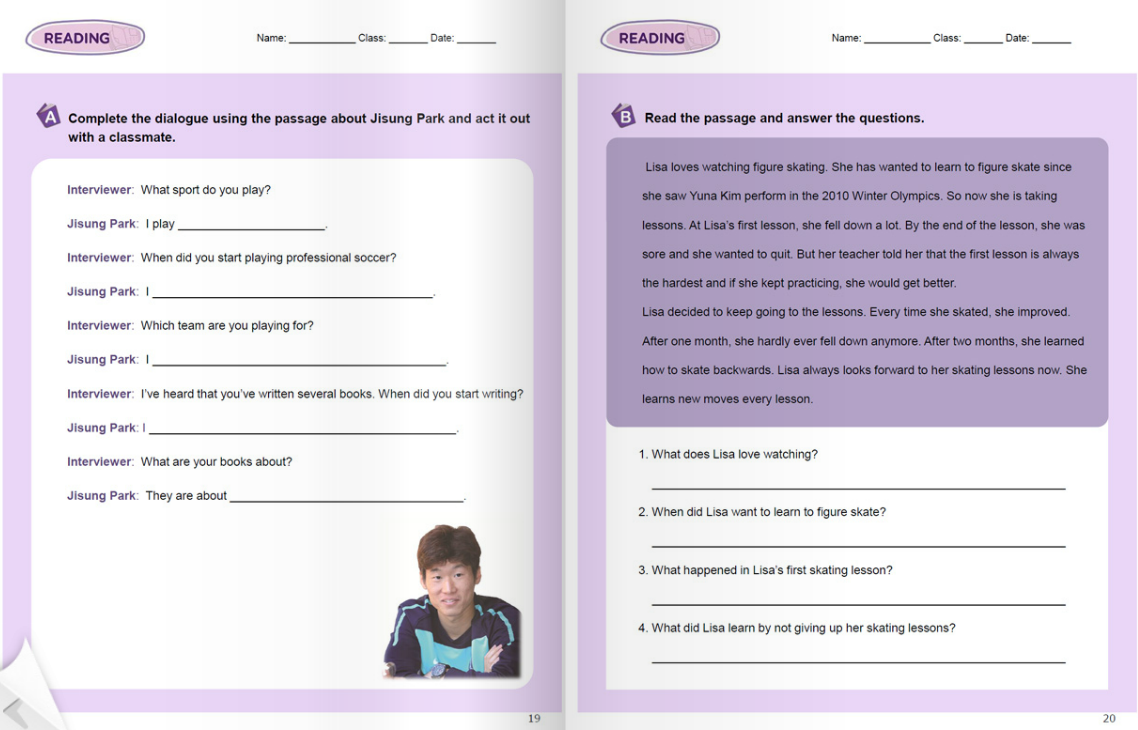 READING
Name: ____________ Class: _______ Date: _______
A
Complete the dialogue using the passage about Jisung Park and act it out
with a classmate.
Interviewer: What sport do you play?
Jisung Park: I play ______________________.
Interviewer: When did you start playing professional soccer?
Jisung Park: I __________________________________________.
Interviewer: Which team are you playing for?
Jisung Park: I ____________________________________________.
Interviewer: I've heard that you've written several books. When did you start writing?
Jisung Park: I ______________________________________________.
Interviewer: What are your books about?
Jisung Park: They are about ___________________________________.
19
READING
Name: ____________ Class: _______ Date: _______
B
Read the passage and answer the questions.
Lisa loves watching figure skating. She has wanted to learn to figure skate since
she saw Yuna Kim perform in the 2010 Winter Olympics. So now she is taking
lessons. At Lisa's first lesson, she fell down a lot. By the end of the lesson, she was
sore and she wanted to quit. But her teacher told her that the first lesson is always
the hardest and if she kept practicing, she would get better.
Lisa decided to keep going to the lessons. Every time she skated, she improved.
After one month, she hardly ever fell down anymore. After two months, she learned
how to skate backwards. Lisa always looks forward to her skating lessons now. She
learns new moves every lesson.
1. What does Lisa love watching?
2. When did Lisa want to learn to figure skate?
3. What happened in Lisa's first skating lesson?
4. What did Lisa learn by not giving up her skating lessons?
20